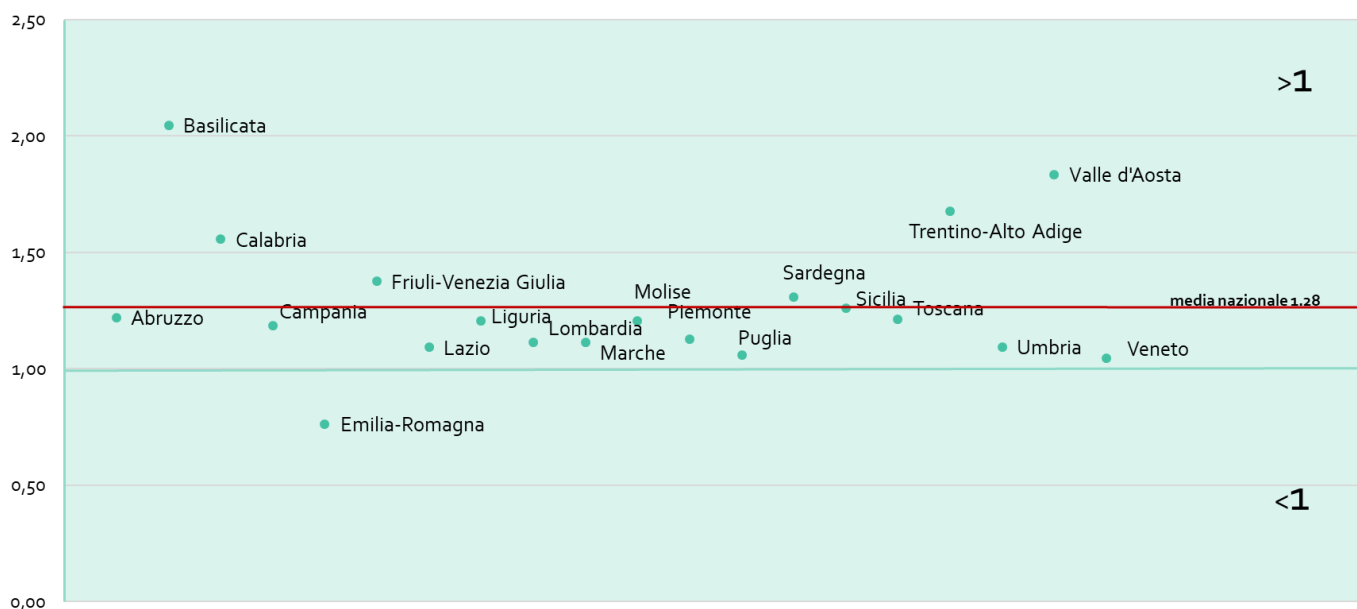 2,50
>1
Basilicata
2,00
Valle d'Aosta
Trentino-Alto Adige
Calabria
1,50
Sardegna
Friuli-Venezia Giulia
Molise
Sicilia
media nazionale 1.28
Abruzzo
Campania
Liguria
Piemonte
Toscana
Lombardia
Puglia
Lazio
Marche
Umbria
Veneto
1,00
Emilia-Romagna
0,50
<1
0,00